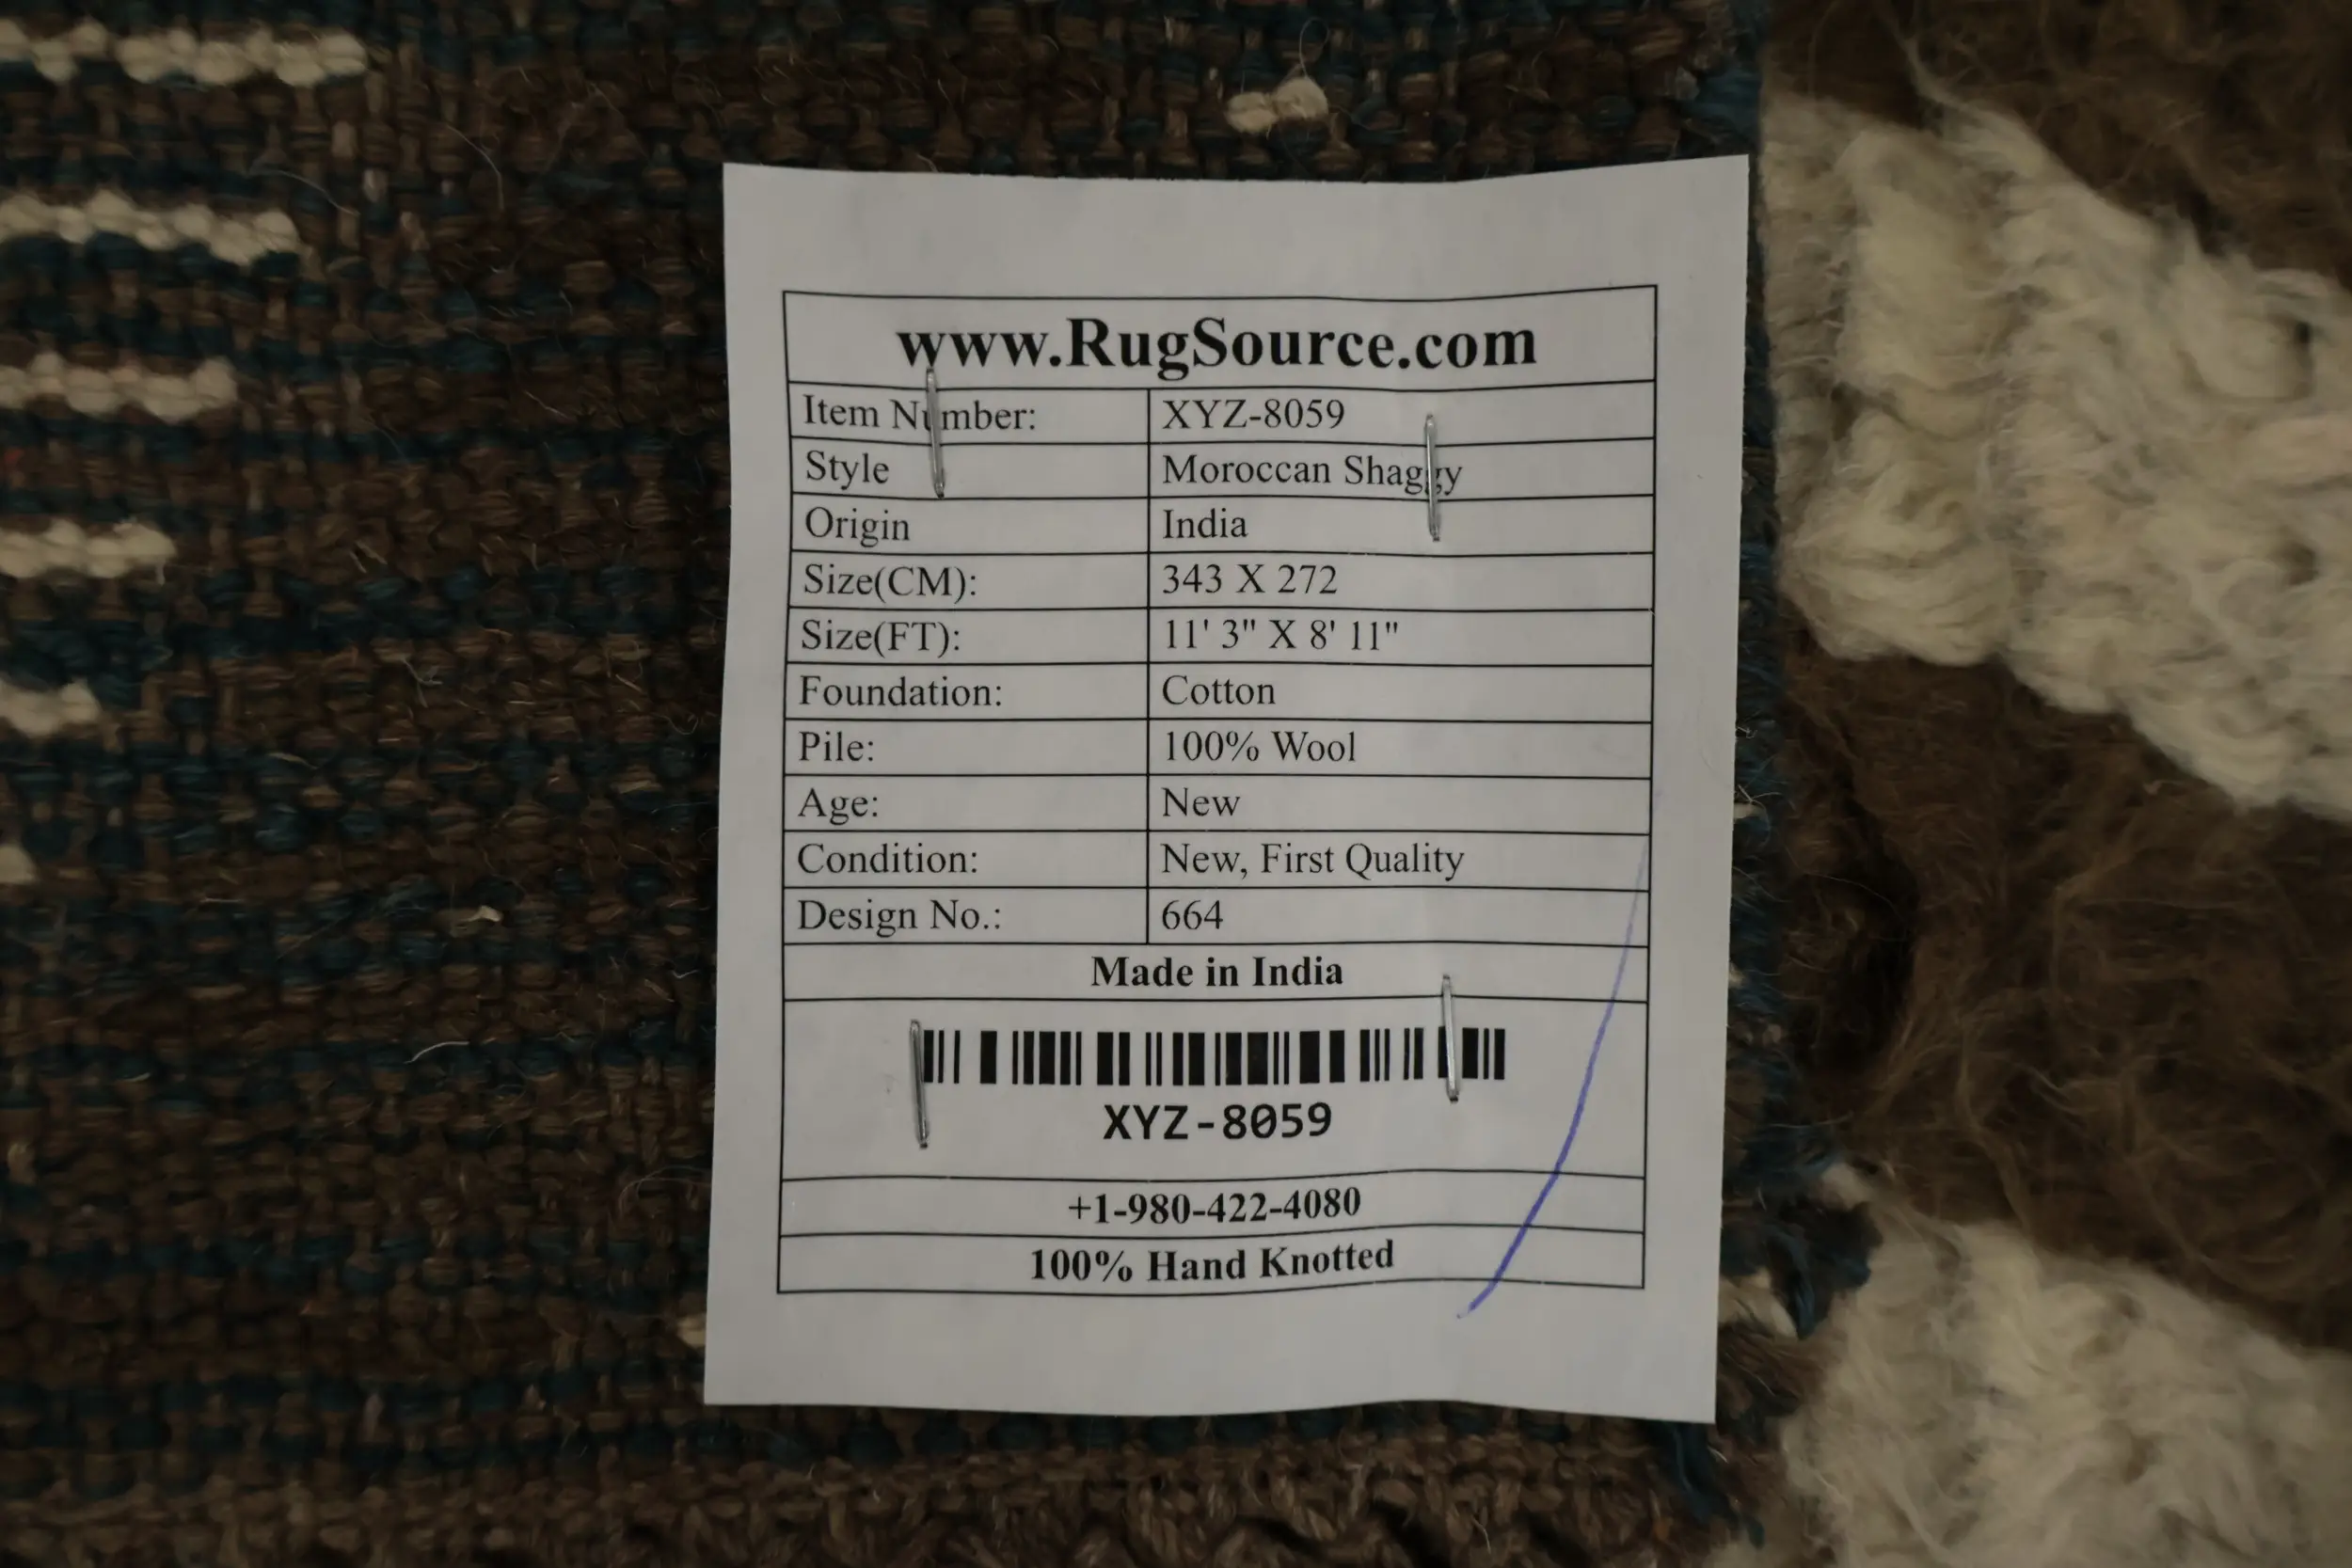 www.RugSource.com
Item Number: XYZ-8059
Style Moroccan Shaggy
Origin India
Size(CM): 343 X 272
Size(FT): 11' 3" X 8' 11"
Foundation: Cotton
Pile: 100% Wool
Age: New
Condition: New, First Quality
Design No.: 664
Made in India
XYZ-8059
+1-980-422-4080
100% Hand Knotted